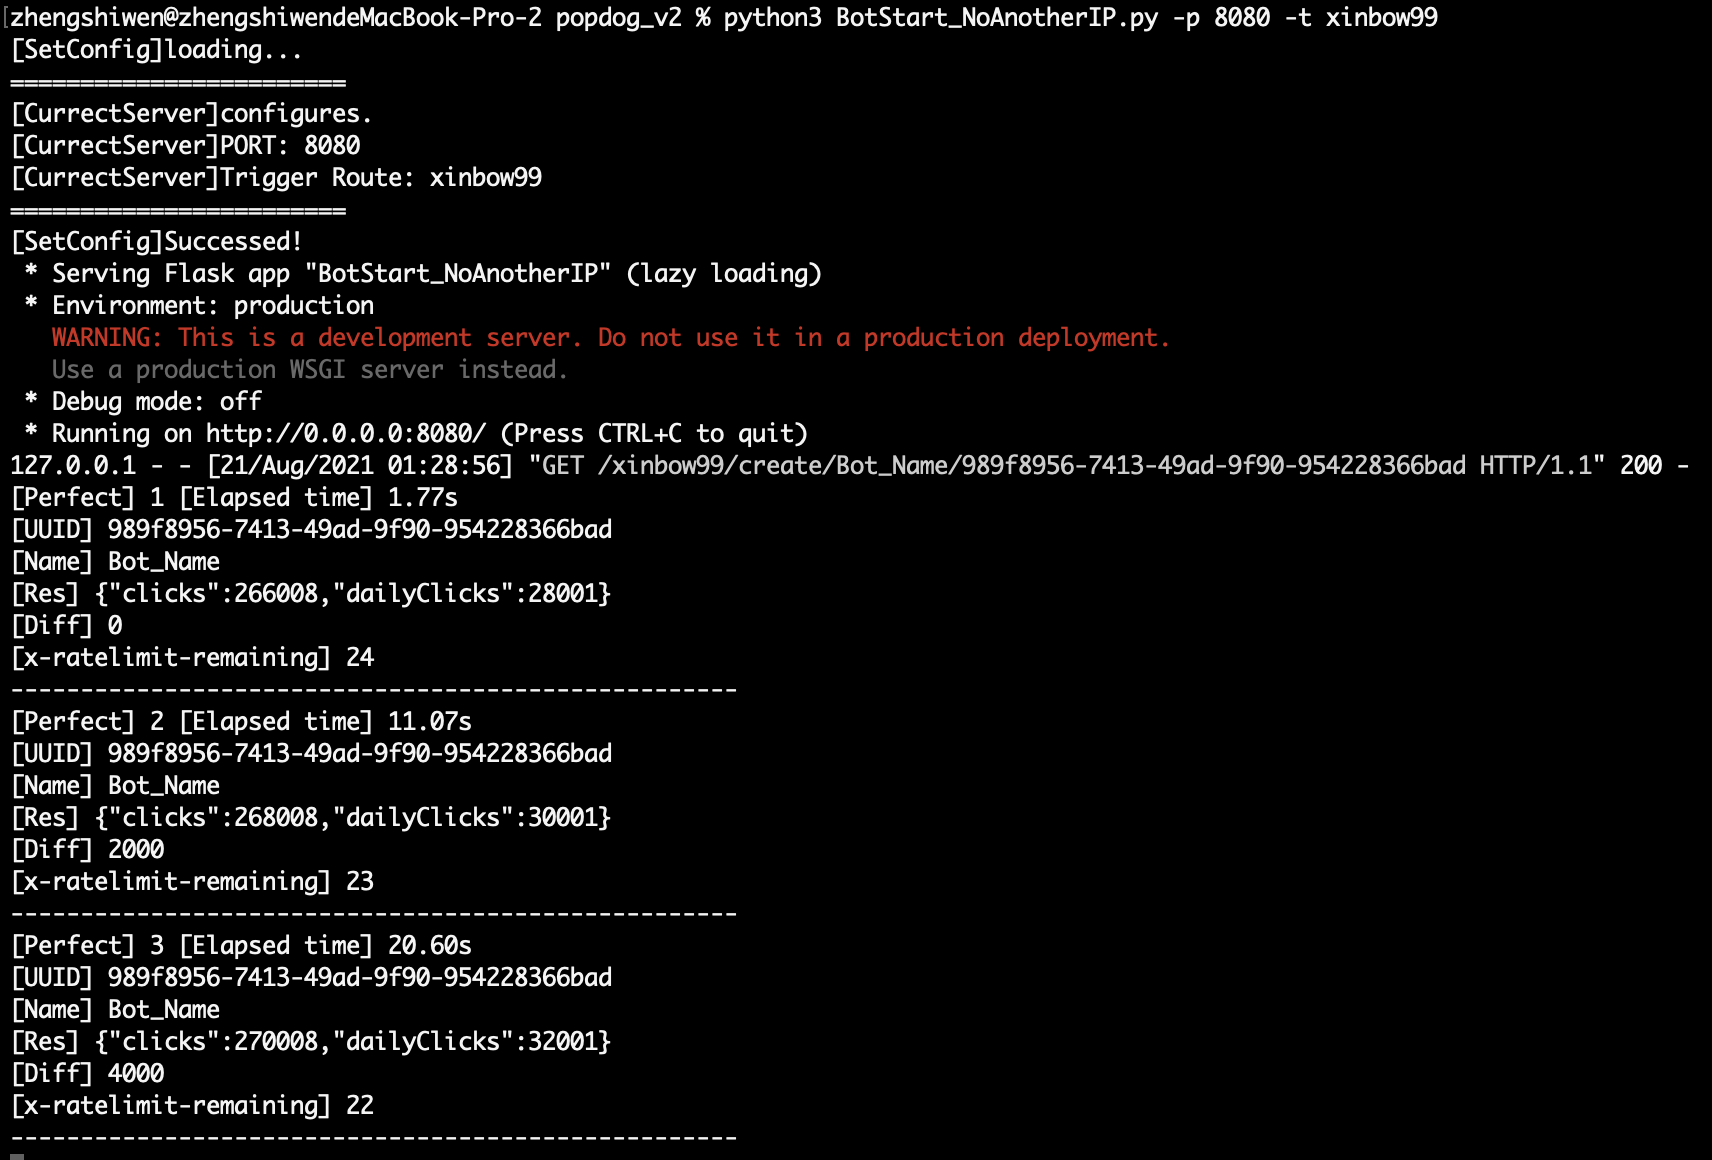 zhengshiwen@zhengshiwendeMacBook-Pro-2 popdog_v2 % python3 BotStart_NoAnotherIP.py -p 8080 -t xinbow99
[SetConfig]loading...
========================
[CurrectServer]configures.
[CurrectServer]PORT: 8080
[CurrectServer]Trigger Route: xinbow99
========================
[SetConfig]Successed!
 * Serving Flask app "BotStart_NoAnotherIP" (lazy loading)
 * Environment: production
   WARNING: This is a development server. Do not use it in a production deployment.
   Use a production WSGI server instead.
 * Debug mode: off
 * Running on http://0.0.0.0:8080/ (Press CTRL+C to quit)
127.0.0.1 - - [21/Aug/2021 01:28:56] "GET /xinbow99/create/Bot_Name/989f8956-7413-49ad-9f90-954228366bad HTTP/1.1" 200 -
[Perfect] 1 [Elapsed time] 1.77s
[UUID] 989f8956-7413-49ad-9f90-954228366bad
[Name] Bot_Name
[Res] {"clicks":266008,"dailyClicks":28001}
[Diff] 0
[x-ratelimit-remaining] 24
----------------------------------------------------
[Perfect] 2 [Elapsed time] 11.07s
[UUID] 989f8956-7413-49ad-9f90-954228366bad
[Name] Bot_Name
[Res] {"clicks":268008,"dailyClicks":30001}
[Diff] 2000
[x-ratelimit-remaining] 23
----------------------------------------------------
[Perfect] 3 [Elapsed time] 20.60s
[UUID] 989f8956-7413-49ad-9f90-954228366bad
[Name] Bot_Name
[Res] {"clicks":270008,"dailyClicks":32001}
[Diff] 4000
[x-ratelimit-remaining] 22
----------------------------------------------------